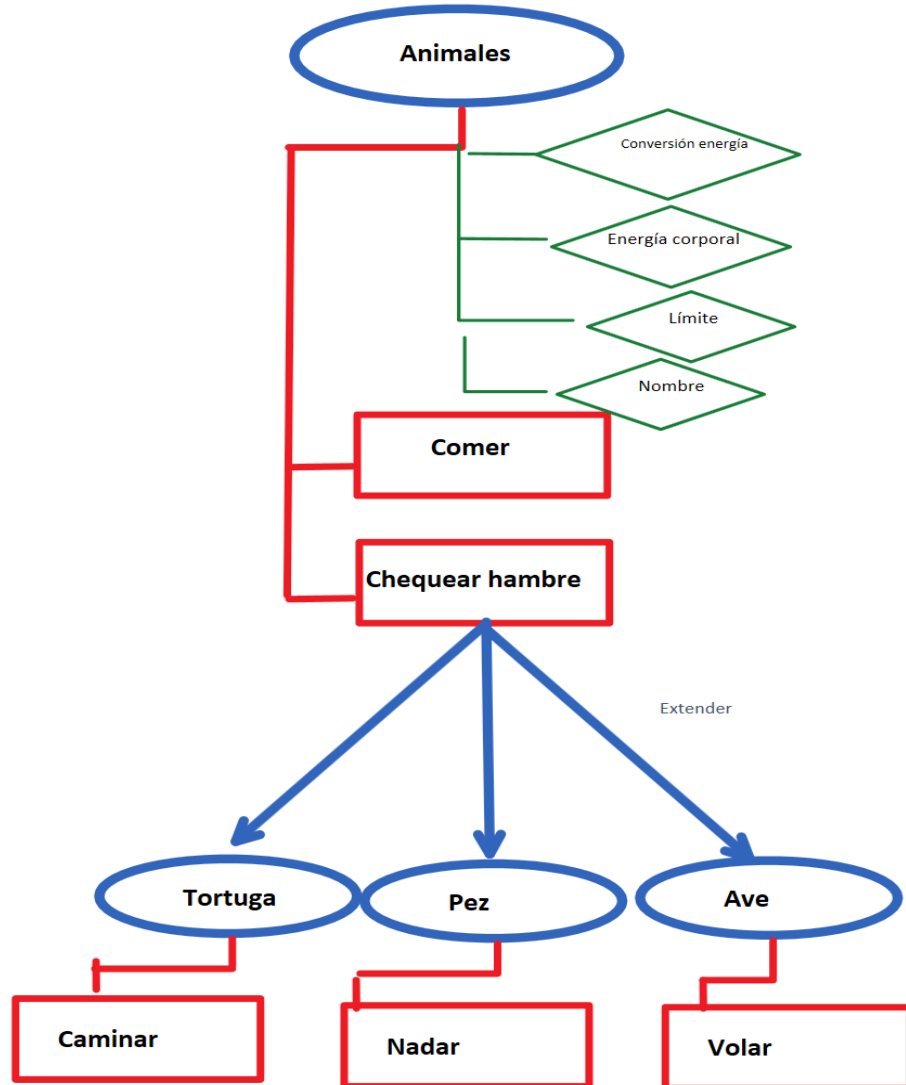 Animales
Conversión energía
Energía corporal
Límite
Nombre
Comer
Chequear hambre
Extender
Tortuga
Pez
Ave
Caminar
Nadar
Volar